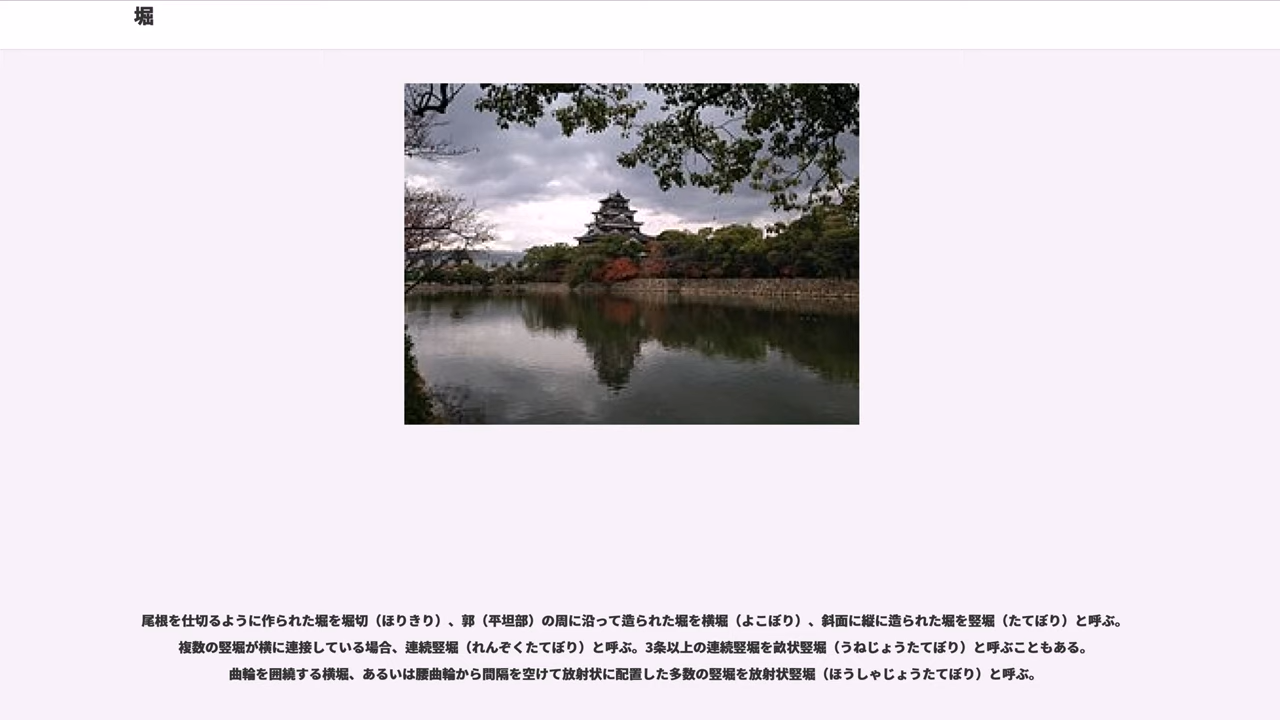 堀
尾根を仕切るように作られた堀を堀切（ほりきり）、郭（平坦部）の周に沿って造られた堀を横堀（よこぼり）、斜面に縦に造られた堀を竪堀（たてぼり）と呼ぶ。
複数の竪堀が横に連接している場合、連続竪堀（れんぞくたてぼり）と呼ぶ。3条以上の連続竪堀を畝状竪堀（うねじょうたてぼり）と呼ぶこともある。
曲輪を囲繞する横堀、あるいは腰曲輪から間隔を空けて放射状に配置した多数の竪堀を放射状竪堀（ほうしゃじょうたてぼり）と呼ぶ。